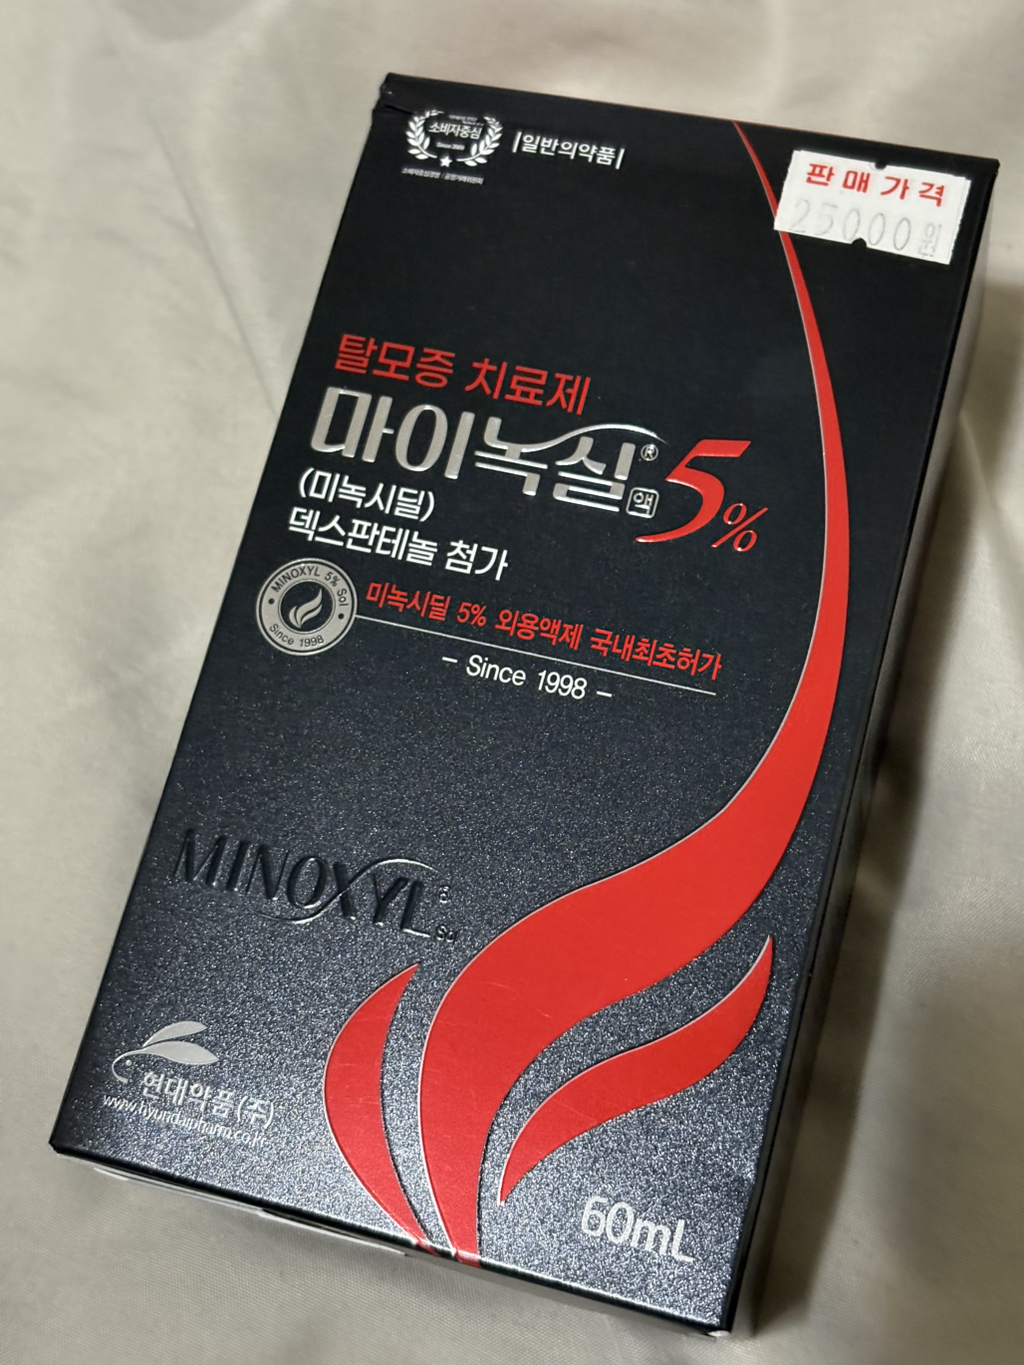 소비자중심
|일반의약품|
판매가격
25000원
탈모증 치료제
마이녹실® 액 5%
(미녹시딜)
덱스판테놀 첨가
MINOXYL 5% Sol
Since 1998
미녹시딜 5% 외용액제 국내최초허가
– Since 1998 –
MINOXYL
현대약품(주)
www.hyundaipharm.co.kr
60mL